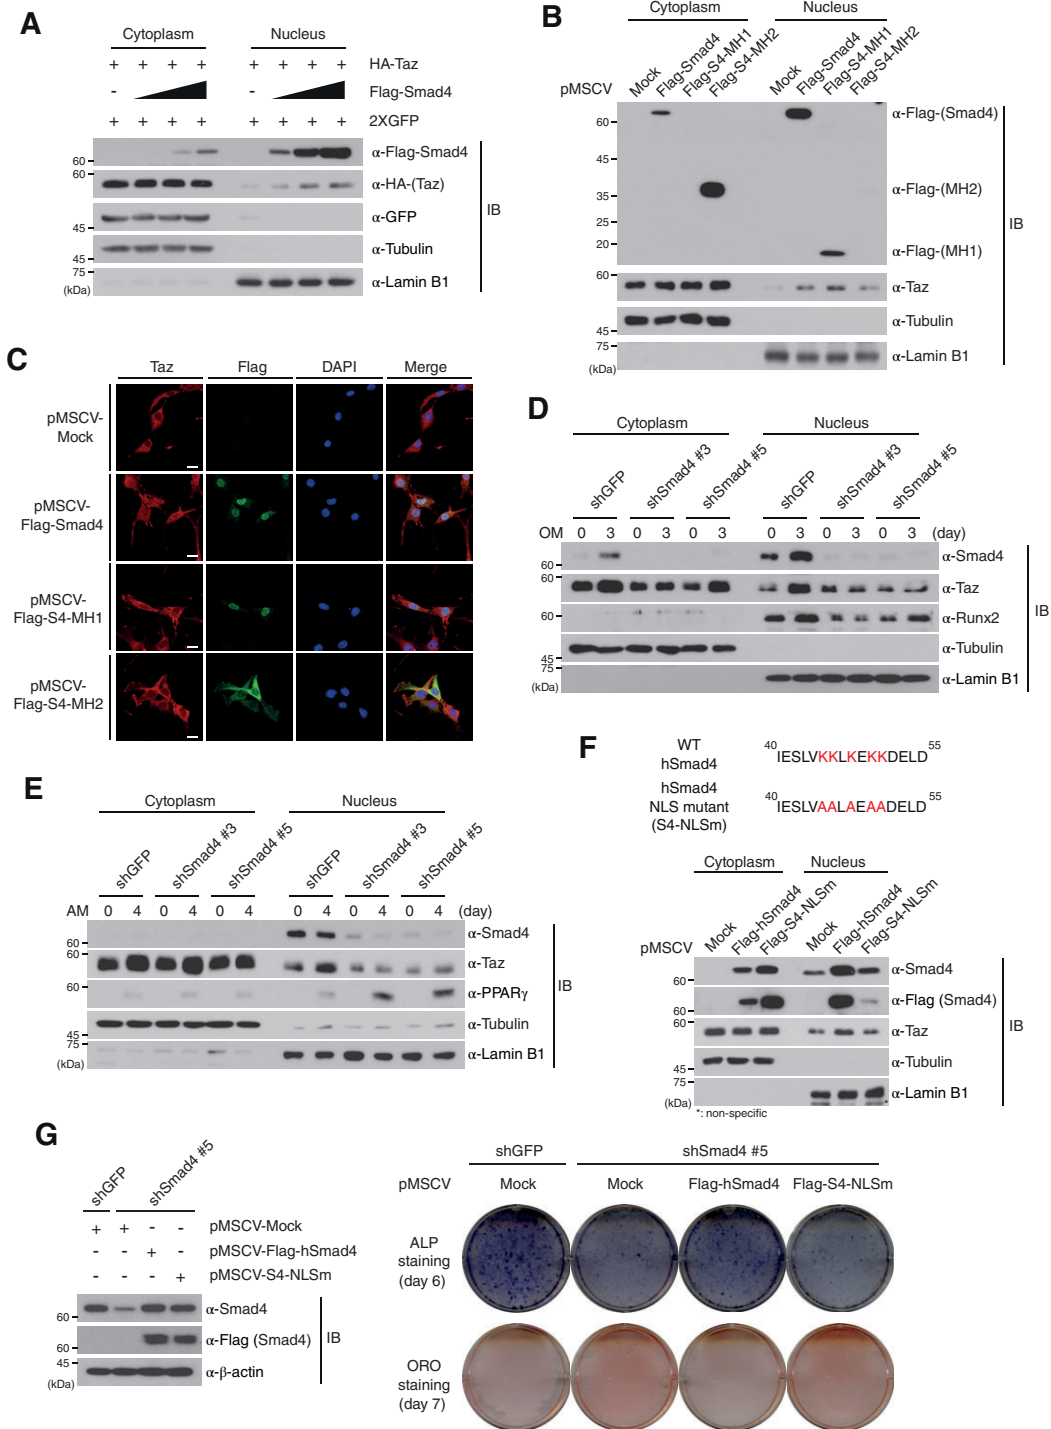 A
Cytoplasm Nucleus
+ + + + + + + + HA-Taz
- - Flag-Smad4
+ + + + + + + + 2XGFP
60 α-Flag-Smad4
60 α-HA-(Taz)
45 α-GFP
45 α-Tubulin
75 α-Lamin B1
(kDa)
IB
B
Cytoplasm Nucleus
pMSCV Mock Flag-Smad4 Flag-S4-MH1 Flag-S4-MH2 Mock Flag-Smad4 Flag-S4-MH1 Flag-S4-MH2
60 α-Flag-(Smad4)
45
35 α-Flag-(MH2)
25
20 α-Flag-(MH1)
60 α-Taz
45 α-Tubulin
75 α-Lamin B1
(kDa)
IB
C
Taz Flag DAPI Merge
pMSCV-
Mock
pMSCV-
Flag-Smad4
pMSCV-
Flag-S4-MH1
pMSCV-
Flag-S4-MH2
D
Cytoplasm Nucleus
shGFP shSmad4 #3 shSmad4 #5 shGFP shSmad4 #3 shSmad4 #5
OM 0 3 0 3 0 3 0 3 0 3 0 3 (day)
60 α-Smad4
60 α-Taz
60 α-Runx2
45 α-Tubulin
75 α-Lamin B1
(kDa)
IB
E
Cytoplasm Nucleus
shGFP shSmad4 #3 shSmad4 #5 shGFP shSmad4 #3 shSmad4 #5
AM 0 4 0 4 0 4 0 4 0 4 0 4 (day)
60 α-Smad4
60 α-Taz
60 α-PPARγ
45 α-Tubulin
75 α-Lamin B1
(kDa)
IB
F
WT
hSmad4
40 IESLVKKLKEKKDELD 55
hSmad4
NLS mutant
(S4-NLSm)
40 IESLVAALAEAADELD 55
Cytoplasm Nucleus
pMSCV Mock Flag-hSmad4 Flag-S4-NLSm Mock Flag-hSmad4 Flag-S4-NLSm
60 α-Smad4
60 α-Flag (Smad4)
α-Taz
45 α-Tubulin
75 α-Lamin B1
(kDa) *
*: non-specific
IB
G
shGFP shSmad4 #5
+ + - - pMSCV-Mock
- - + - pMSCV-Flag-hSmad4
- - - + pMSCV-S4-NLSm
60 α-Smad4
60 α-Flag (Smad4)
45 α-β-actin
(kDa)
IB
shGFP shSmad4 #5
pMSCV Mock Mock Flag-hSmad4 Flag-S4-NLSm
ALP
staining
(day 6)
ORO
staining
(day 7)